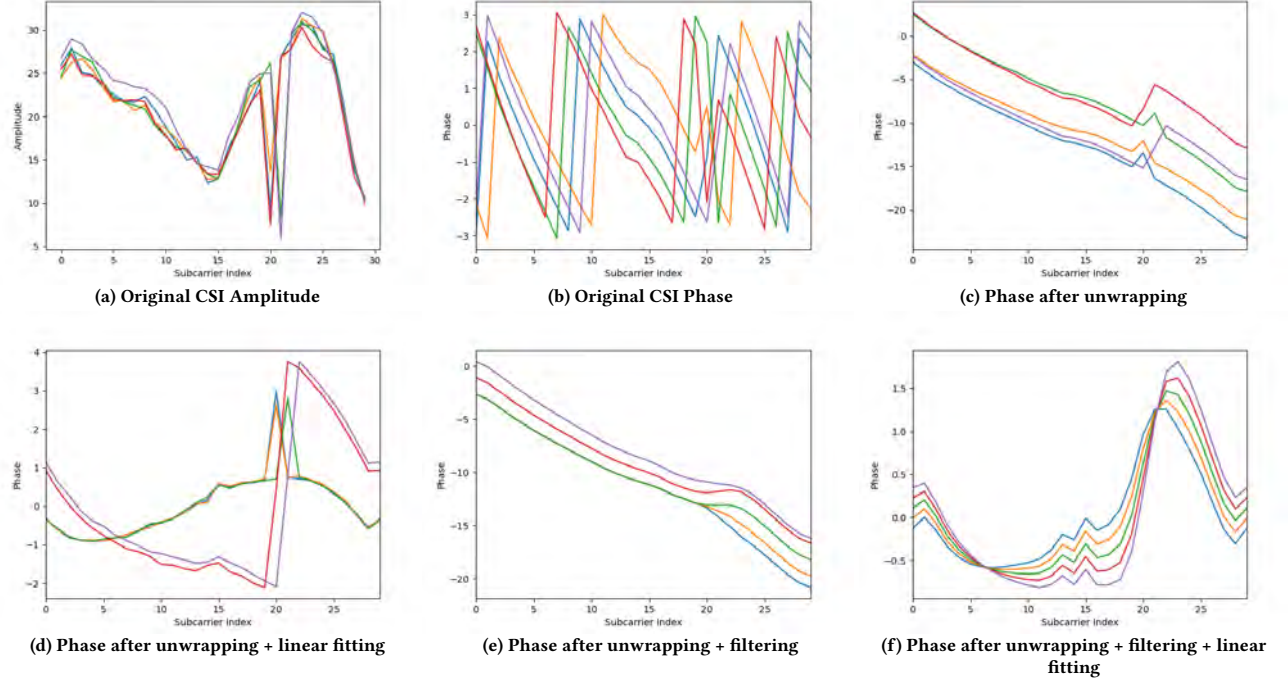 30
25
20
15
10
5
Amplitude
0 5 10 15 20 25 30
Subcarrier Index
(a) Original CSI Amplitude
3
2
1
0
−1
−2
−3
Phase
0 5 10 15 20 25
Subcarrier Index
(b) Original CSI Phase
0
−5
−10
−15
−20
Phase
0 5 10 15 20 25
Subcarrier Index
(c) Phase after unwrapping
4
3
2
1
0
−1
−2
Phase
0 5 10 15 20 25
Subcarrier Index
(d) Phase after unwrapping + linear fitting
0
−5
−10
−15
−20
Phase
0 5 10 15 20 25
Subcarrier Index
(e) Phase after unwrapping + filtering
1.5
1.0
0.5
0.0
−0.5
Phase
0 5 10 15 20 25
Subcarrier Index
(f) Phase after unwrapping + filtering + linear
fitting